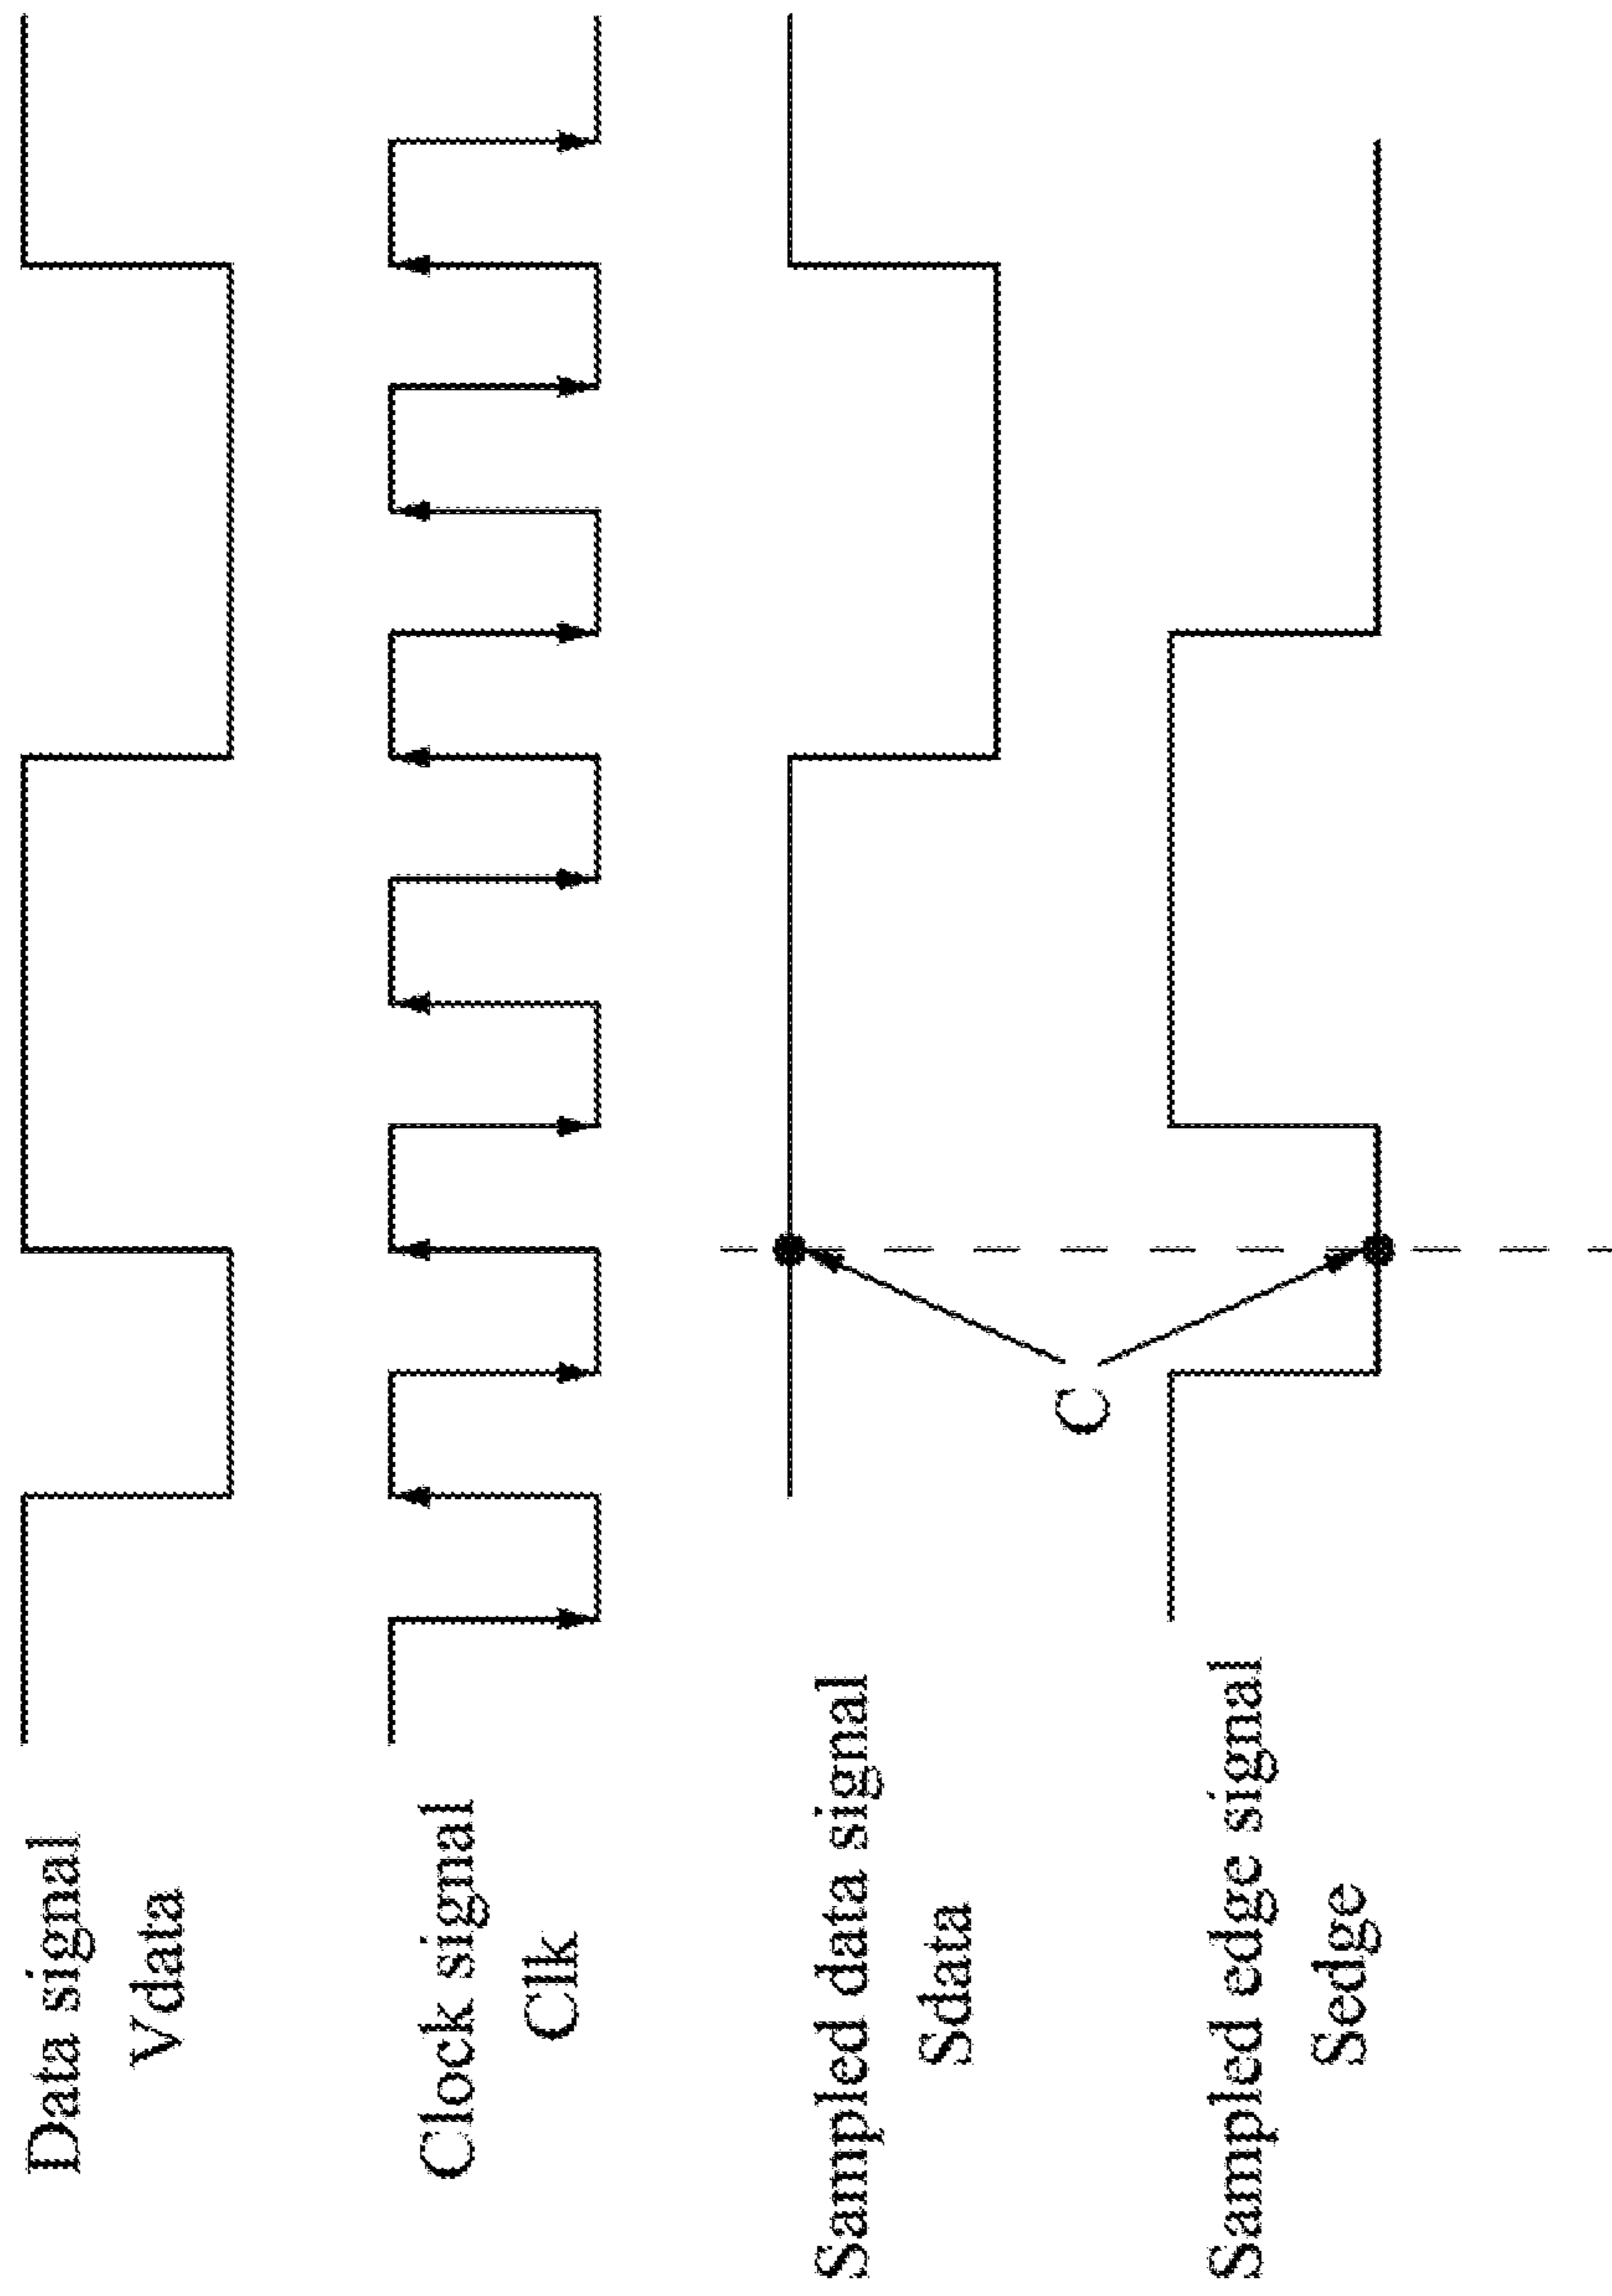 Data signal
Vdata
Clock signal
Clk
Sampled data signal
Sdata
C
Sampled edge signal
Sedge